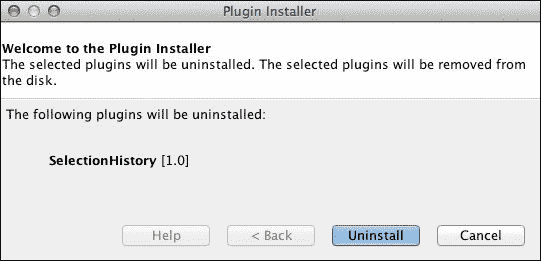 Plugin Installer
Welcome to the Plugin Installer
The selected plugins will be uninstalled. The selected plugins will be removed from
the disk.
The following plugins will be uninstalled:
SelectionHistory [1.0]
Help
< Back
Uninstall
Cancel